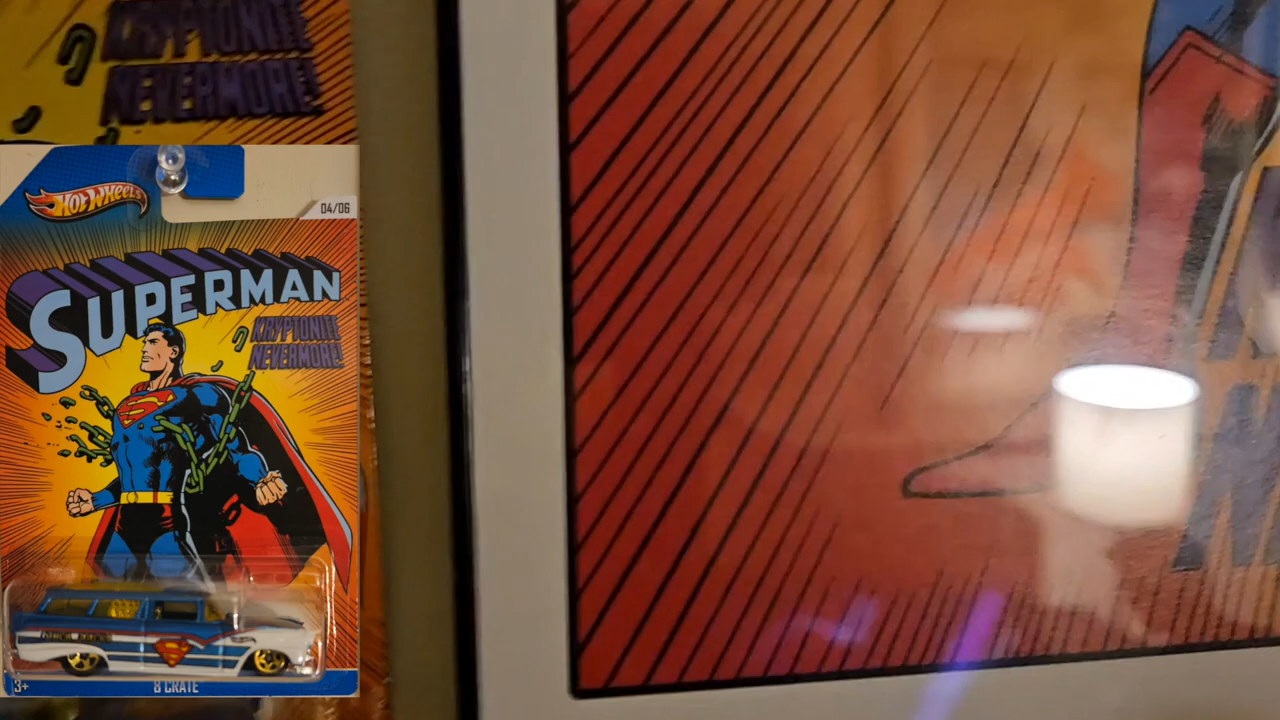 KRYPTONITE
NEVERMORE!
HOT WHEELS
04/06
SUPERMAN
KRYPTONITE
NEVERMORE!
3+
8 CRATE